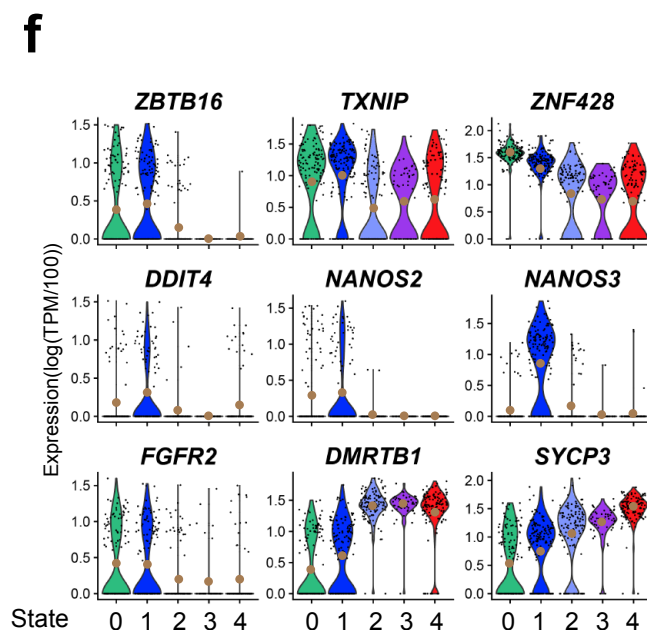 f
ZBTB16 TXNIP ZNF428
1.5 1.0 0.5 0.0
1.5 1.0 0.5 0.0
2.0 1.5 1.0 0.5 0.0
DDIT4 NANOS2 NANOS3
1.5 1.0 0.5 0.0
1.5 1.0 0.5 0.0
1.5 1.0 0.5 0.0
Expression(log(TPM/100))
FGFR2 DMRTB1 SYCP3
1.5 1.0 0.5 0.0
1.5 1.0 0.5 0.0
2.0 1.5 1.0 0.5 0.0
State 0 1 2 3 4 0 1 2 3 4 0 1 2 3 4